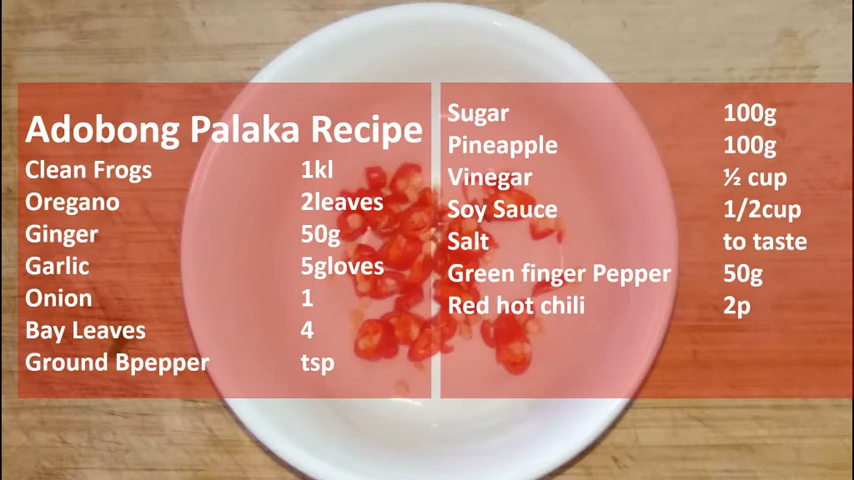 Adobong Palaka Recipe
Clean Frogs 1kl
Oregano 2leaves
Ginger 50g
Garlic 5gloves
Onion 1
Bay Leaves 4
Ground Bpepper tsp
Sugar 100g
Pineapple 100g
Vinegar ½ cup
Soy Sauce 1/2cup
Salt to taste
Green finger Pepper 50g
Red hot chili 2p